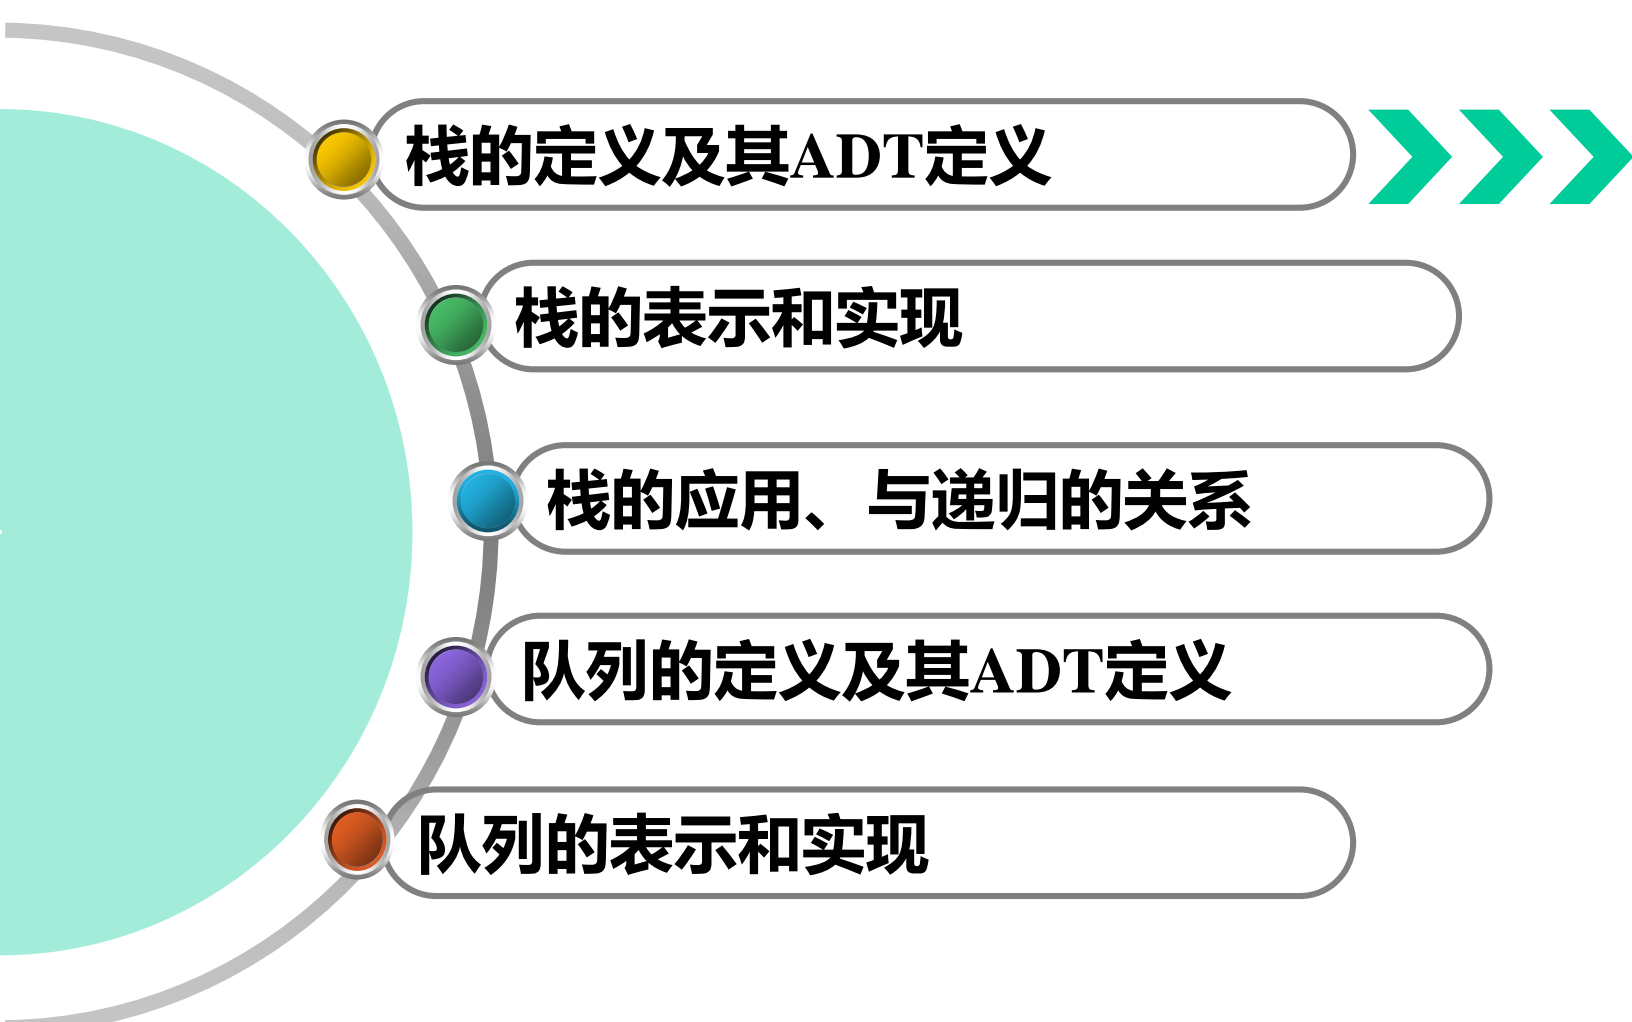 栈的定义及其ADT定义
栈的表示和实现
栈的应用、与递归的关系
队列的定义及其ADT定义
队列的表示和实现